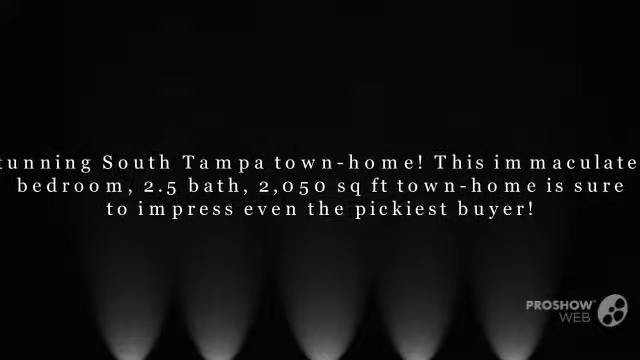 tunning South Tampa town-home! This immaculate
bedroom, 2.5 bath, 2,050 sq ft town-home is sure
to impress even the pickiest buyer!
PROSHOW™
WEB